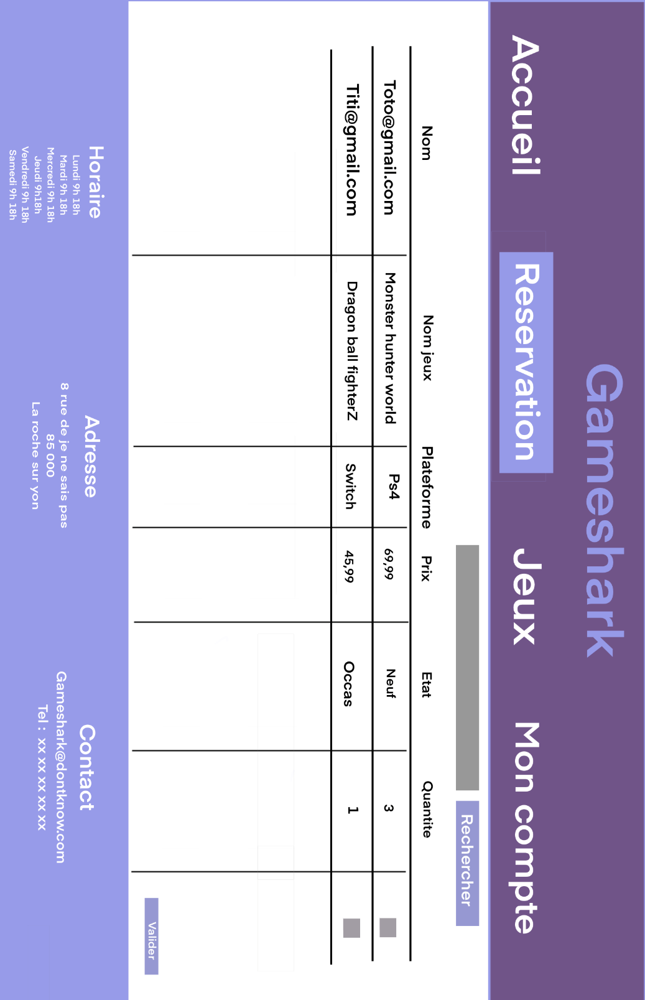 Gameshark
Accueil Reservation Jeux Mon compte
Rechercher
Nom Nom jeux Plateforme Prix Etat Quantite
Toto@gmail.com Monster hunter world Ps4 69,99 Neuf 3
Titi@gmail.com Dragon ball fighterZ Switch 45,99 Occas 1
Valider
Horaire
Lundi 9h 18h
Mardi 9h 18h
Mercredi 9h 18h
Jeudi 9h18h
Vendredi 9h 18h
Samedi 9h 18h
Adresse
8 rue de je ne sais pas
85 000
La roche sur yon
Contact
Gameshark@dontknow.com
Tel : xx xx xx xx xx